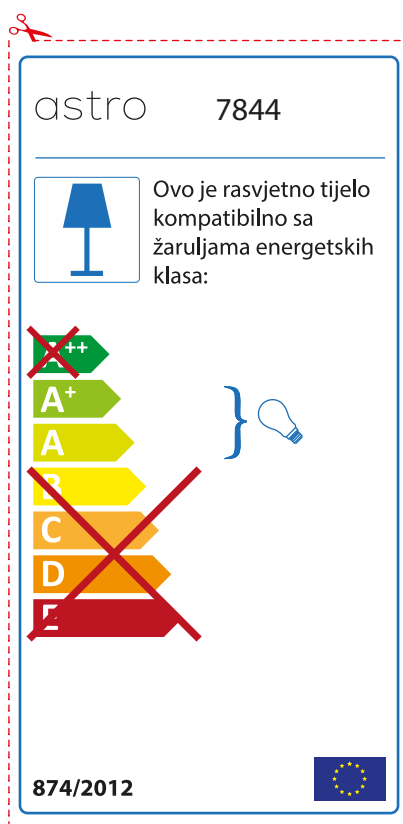 astro 7844
Ovo je rasvjetno tijelo
kompatibilno sa
žaruljama energetskih
klasa:
A++
A+
A
B
C
D
E
874/2012